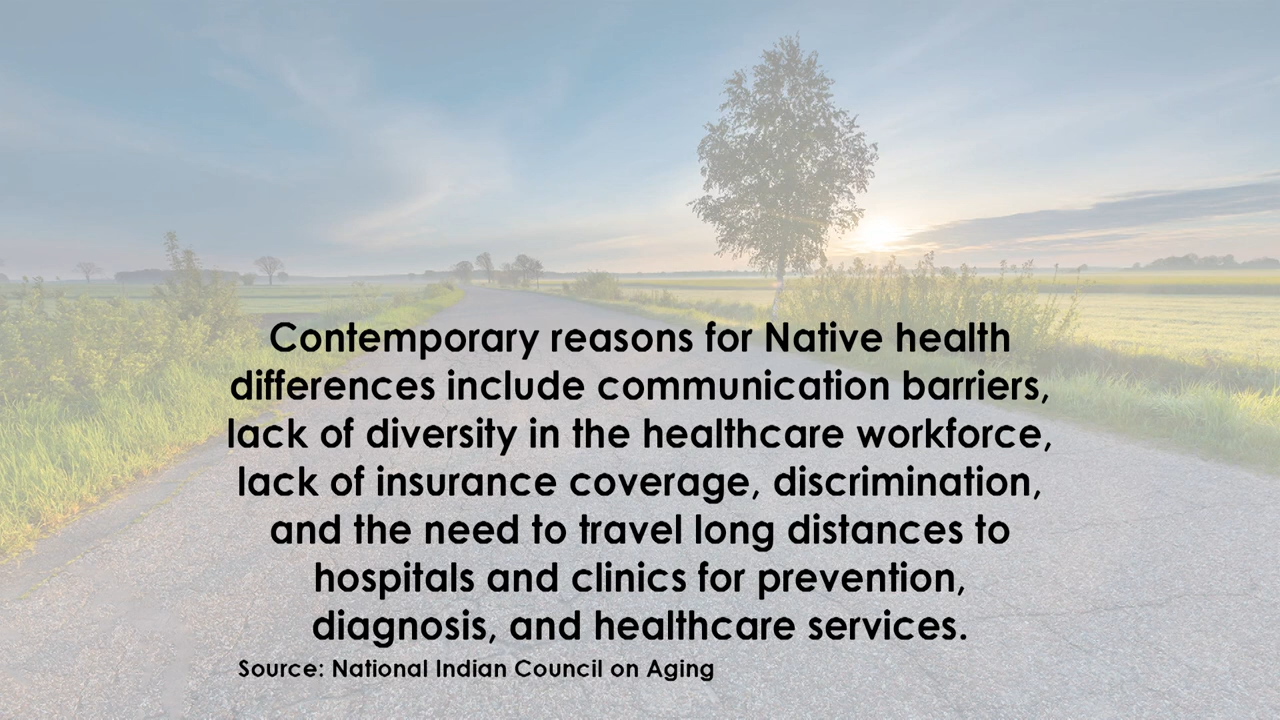 Contemporary reasons for Native health
differences include communication barriers,
lack of diversity in the healthcare workforce,
lack of insurance coverage, discrimination,
and the need to travel long distances to
hospitals and clinics for prevention,
diagnosis, and healthcare services.
Source: National Indian Council on Aging